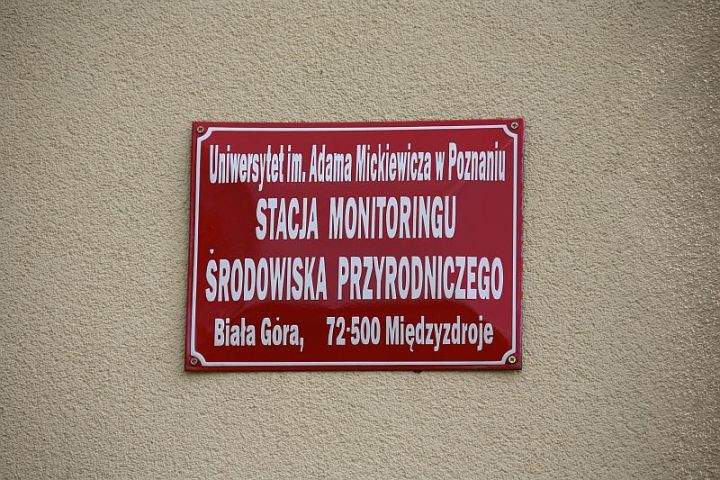 Uniwersytet im. Adama Mickiewicza w Poznaniu
STACJA MONITORINGU
ŚRODOWISKA PRZYRODNICZEGO
Biała Góra, 72-500 Międzyzdroje